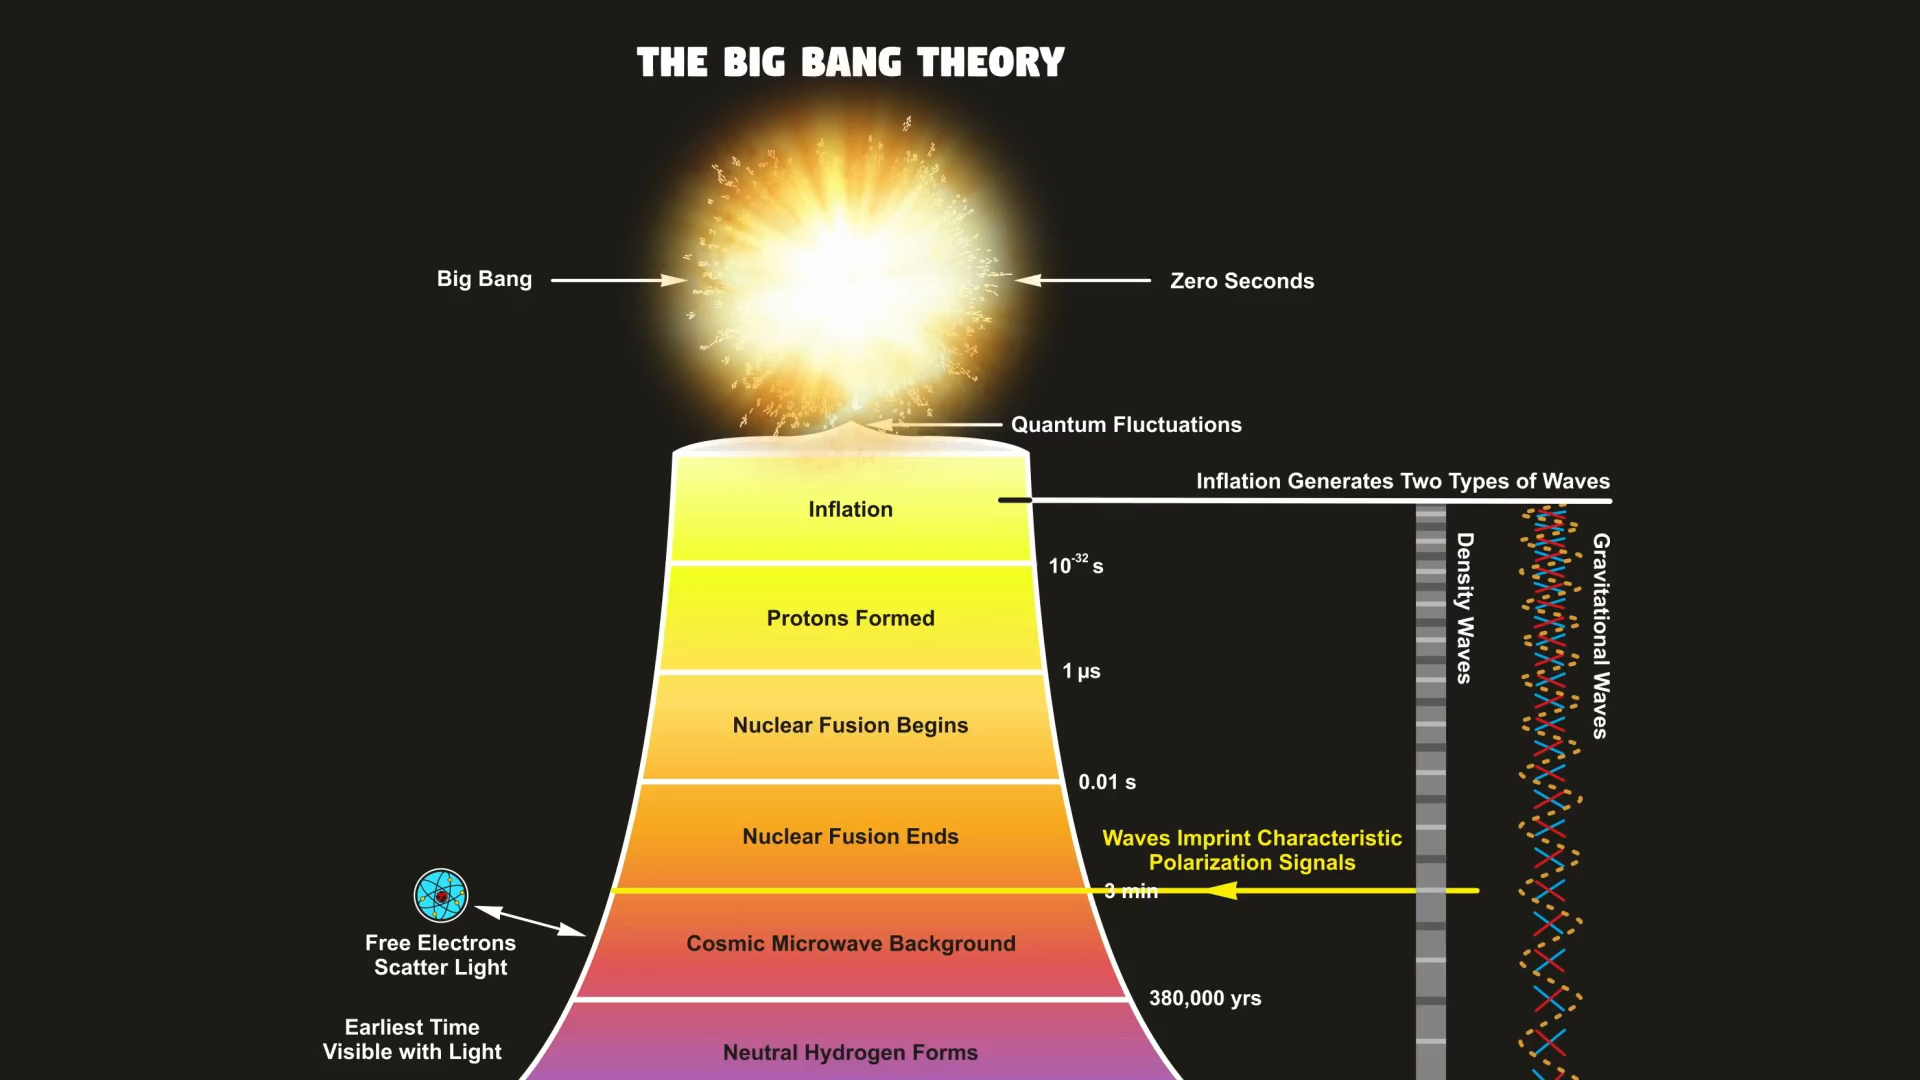 THE BIG BANG THEORY
Big Bang
Zero Seconds
Quantum Fluctuations
Inflation Generates Two Types of Waves
Inflation
Density Waves
Gravitational Waves
10⁻³² s
Protons Formed
1 µs
Nuclear Fusion Begins
0.01 s
Nuclear Fusion Ends
Waves Imprint Characteristic
Polarization Signals
3 min
Free Electrons
Scatter Light
Cosmic Microwave Background
380,000 yrs
Earliest Time
Visible with Light
Neutral Hydrogen Forms